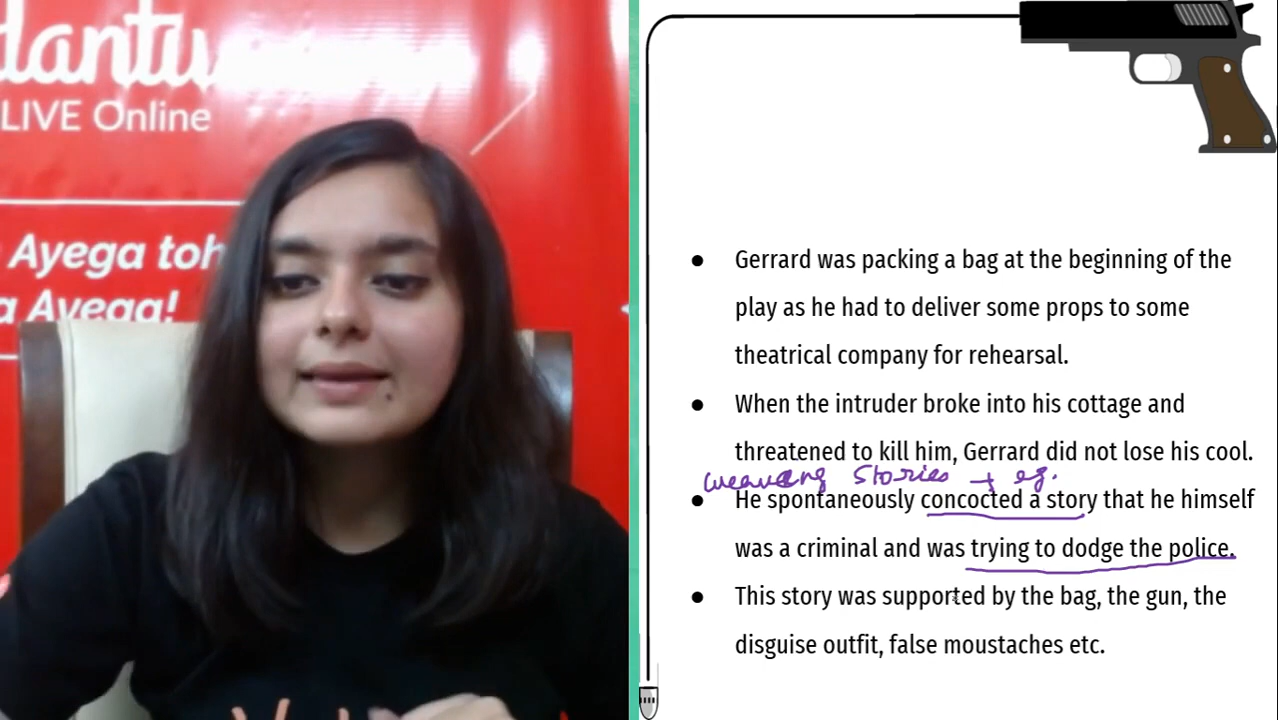 dantu
LIVE Online
Ayega toh
a Ayega!
● Gerrard was packing a bag at the beginning of the
play as he had to deliver some props to some
theatrical company for rehearsal.
● When the intruder broke into his cottage and
threatened to kill him, Gerrard did not lose his cool.
weaving stories → eg.
● He spontaneously concocted a story that he himself
was a criminal and was trying to dodge the police.
● This story was supported by the bag, the gun, the
disguise outfit, false moustaches etc.